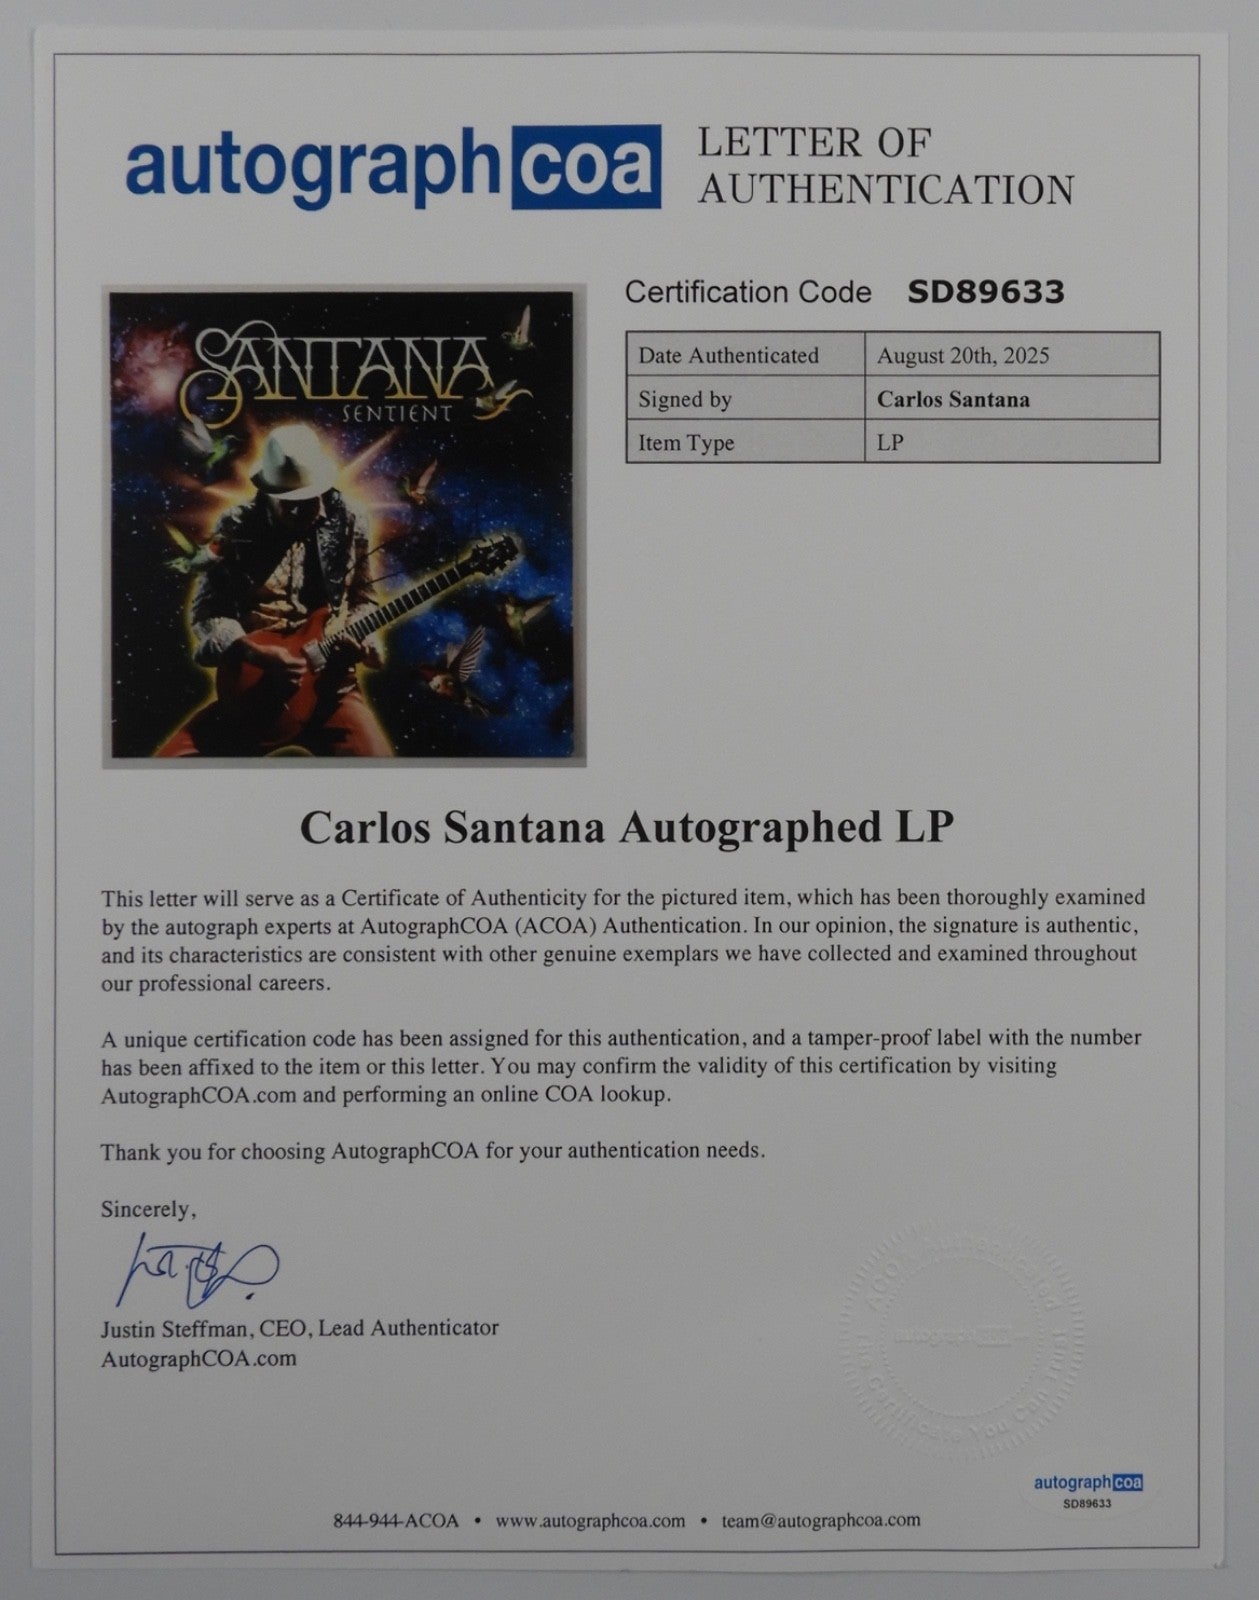 autographcoa
LETTER OF
AUTHENTICATION
SANTANA
SENTIENT
Certification Code SD89633
Date Authenticated August 20th, 2025
Signed by Carlos Santana
Item Type LP
Carlos Santana Autographed LP
This letter will serve as a Certificate of Authenticity for the pictured item, which has been thoroughly examined
by the autograph experts at AutographCOA (ACOA) Authentication. In our opinion, the signature is authentic,
and its characteristics are consistent with other genuine exemplars we have collected and examined throughout
our professional careers.
A unique certification code has been assigned for this authentication, and a tamper-proof label with the number
has been affixed to the item or this letter. You may confirm the validity of this certification by visiting
AutographCOA.com and performing an online COA lookup.
Thank you for choosing AutographCOA for your authentication needs.
Sincerely,
Justin Steffman, CEO, Lead Authenticator
AutographCOA.com
ACOA Authenticated
autographcoa
Certificate You Can Trust
autographcoa
SD89633
844-944-ACOA • www.autographcoa.com • team@autographcoa.com